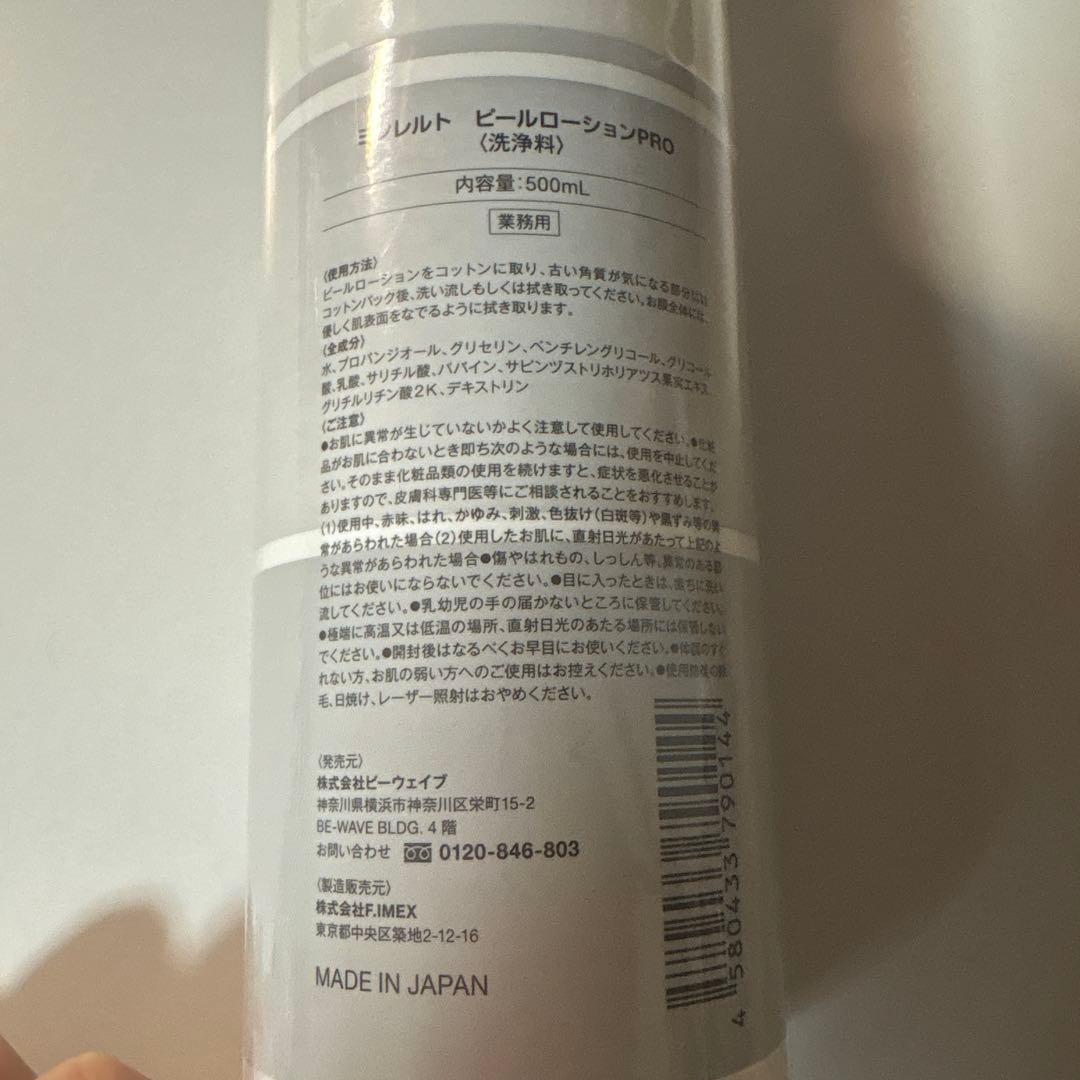 ミレルト ピールローションPRO
〈洗浄料〉
内容量:500mL
業務用
〈使用方法〉
ピールローションをコットンに取り、古い角質が気になる部分には
コットンパック後、洗い流しもしくは拭き取ってください。お顔全体には、
優しく肌表面をなでるように拭き取ります。
〈全成分〉
水、プロパンジオール、グリセリン、ペンチレングリコール、グリコール
酸、乳酸、サリチル酸、パパイン、サピンヅストリホリアツス果実エキス、
グリチルリチン酸2K、デキストリン
〈ご注意〉
●お肌に異常が生じていないかよく注意して使用してください。●化粧
品がお肌に合わないとき即ち次のような場合には、使用を中止してくだ
さい。そのまま化粧品類の使用を続けますと、症状を悪化させることが
ありますので、皮膚科専門医等にご相談されることをおすすめします。
(1)使用中、赤味、はれ、かゆみ、刺激、色抜け(白斑等)や黒ずみ等の異
常があらわれた場合(2)使用したお肌に、直射日光があたって上記のよ
うな異常があらわれた場合●傷やはれもの、しっしん等、異常のある部
位にはお使いにならないでください。●目に入ったときは、直ちに洗い
流してください。●乳幼児の手の届かないところに保管してください。
●極端に高温又は低温の場所、直射日光のあたる場所には保管しない
でください。●開封後はなるべくお早目にお使いください。●体調のすぐ
れない方、お肌の弱い方へのご使用はお控えください。●使用前後の除
毛、日焼け、レーザー照射はおやめください。
〈発売元〉
株式会社ビーウェイブ
神奈川県横浜市神奈川区栄町15-2
BE-WAVE BLDG. 4階
お問い合わせ 0120-846-803
〈製造販売元〉
株式会社F.IMEX
東京都中央区築地2-12-16
MADE IN JAPAN
4 580433 790144